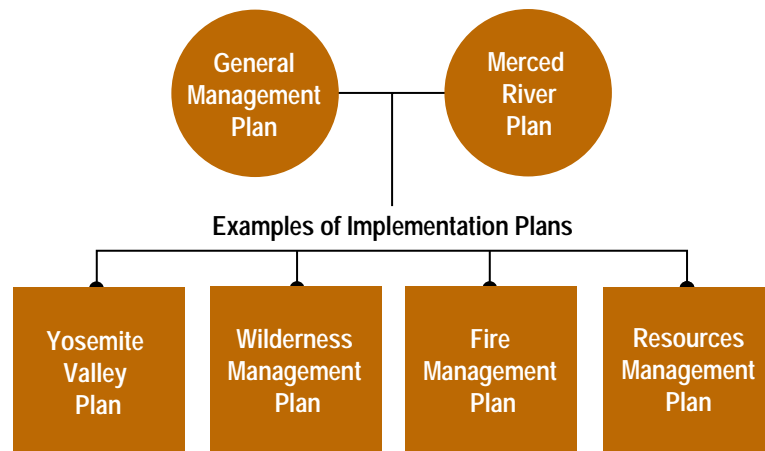 General
Management
Plan
Merced
River
Plan
Examples of Implementation Plans
Yosemite
Valley
Plan
Wilderness
Management
Plan
Fire
Management
Plan
Resources
Management
Plan